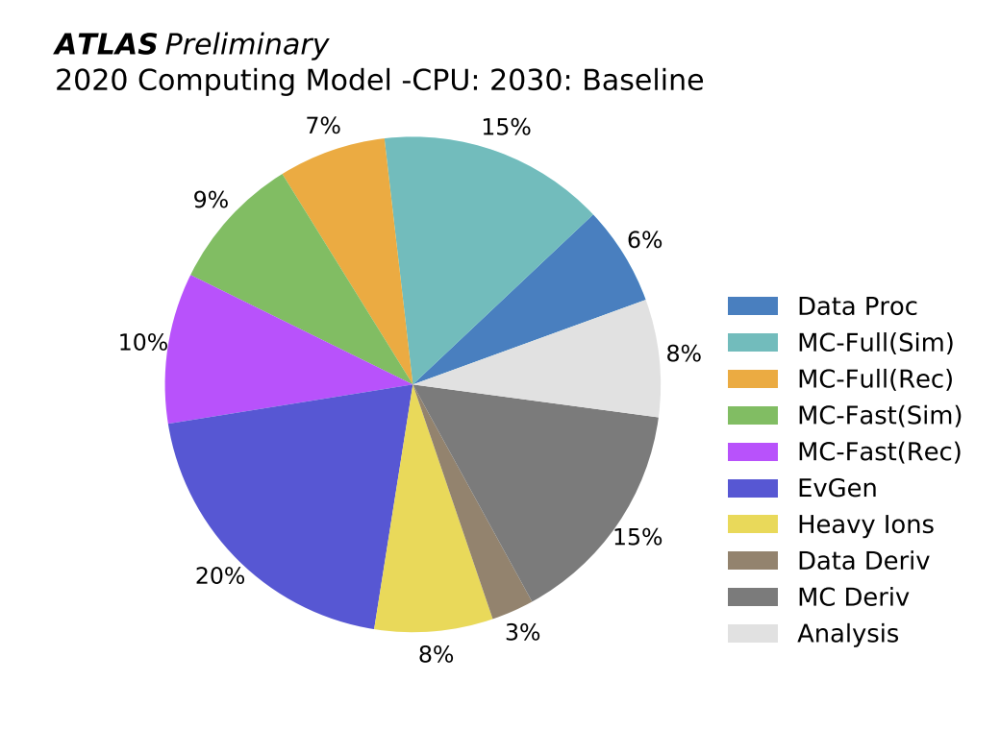 ATLAS Preliminary
2020 Computing Model -CPU: 2030: Baseline
7%
15%
9%
6%
10%
8%
20%
15%
8%
3%
Data Proc
MC-Full(Sim)
MC-Full(Rec)
MC-Fast(Sim)
MC-Fast(Rec)
EvGen
Heavy Ions
Data Deriv
MC Deriv
Analysis